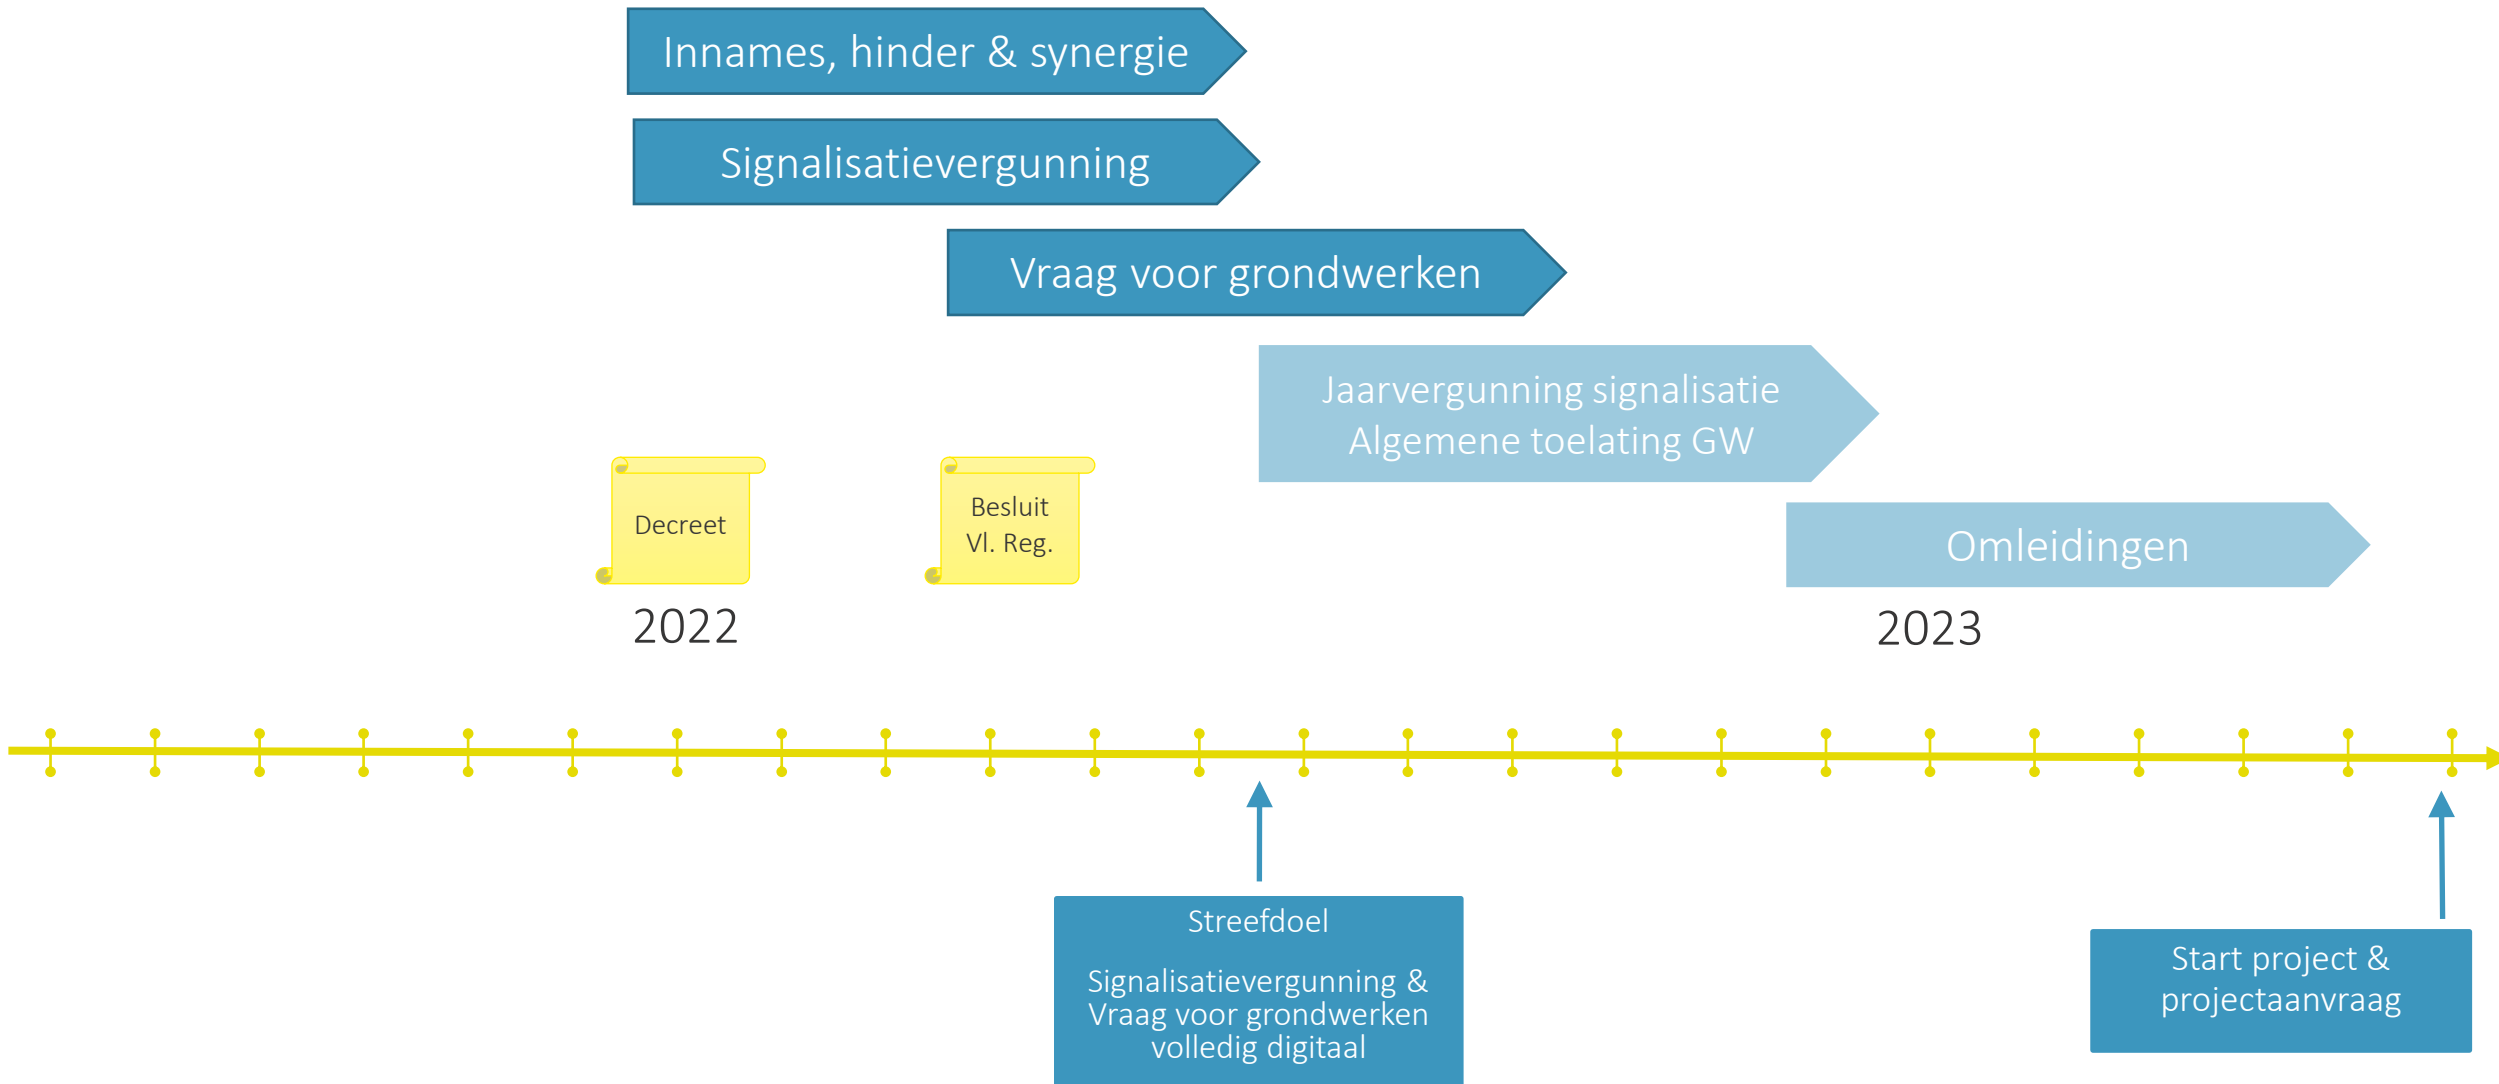 Innames, hinder & synergie
Signalisatievergunning
Vraag voor grondwerken
Jaarvergunning signalisatie
Algemene toelating GW
Decreet
Besluit
Vl. Reg.
Omleidingen
2022
2023
Streefdoel
Signalisatievergunning &
Vraag voor grondwerken
volledig digitaal
Start project &
projectaanvraag